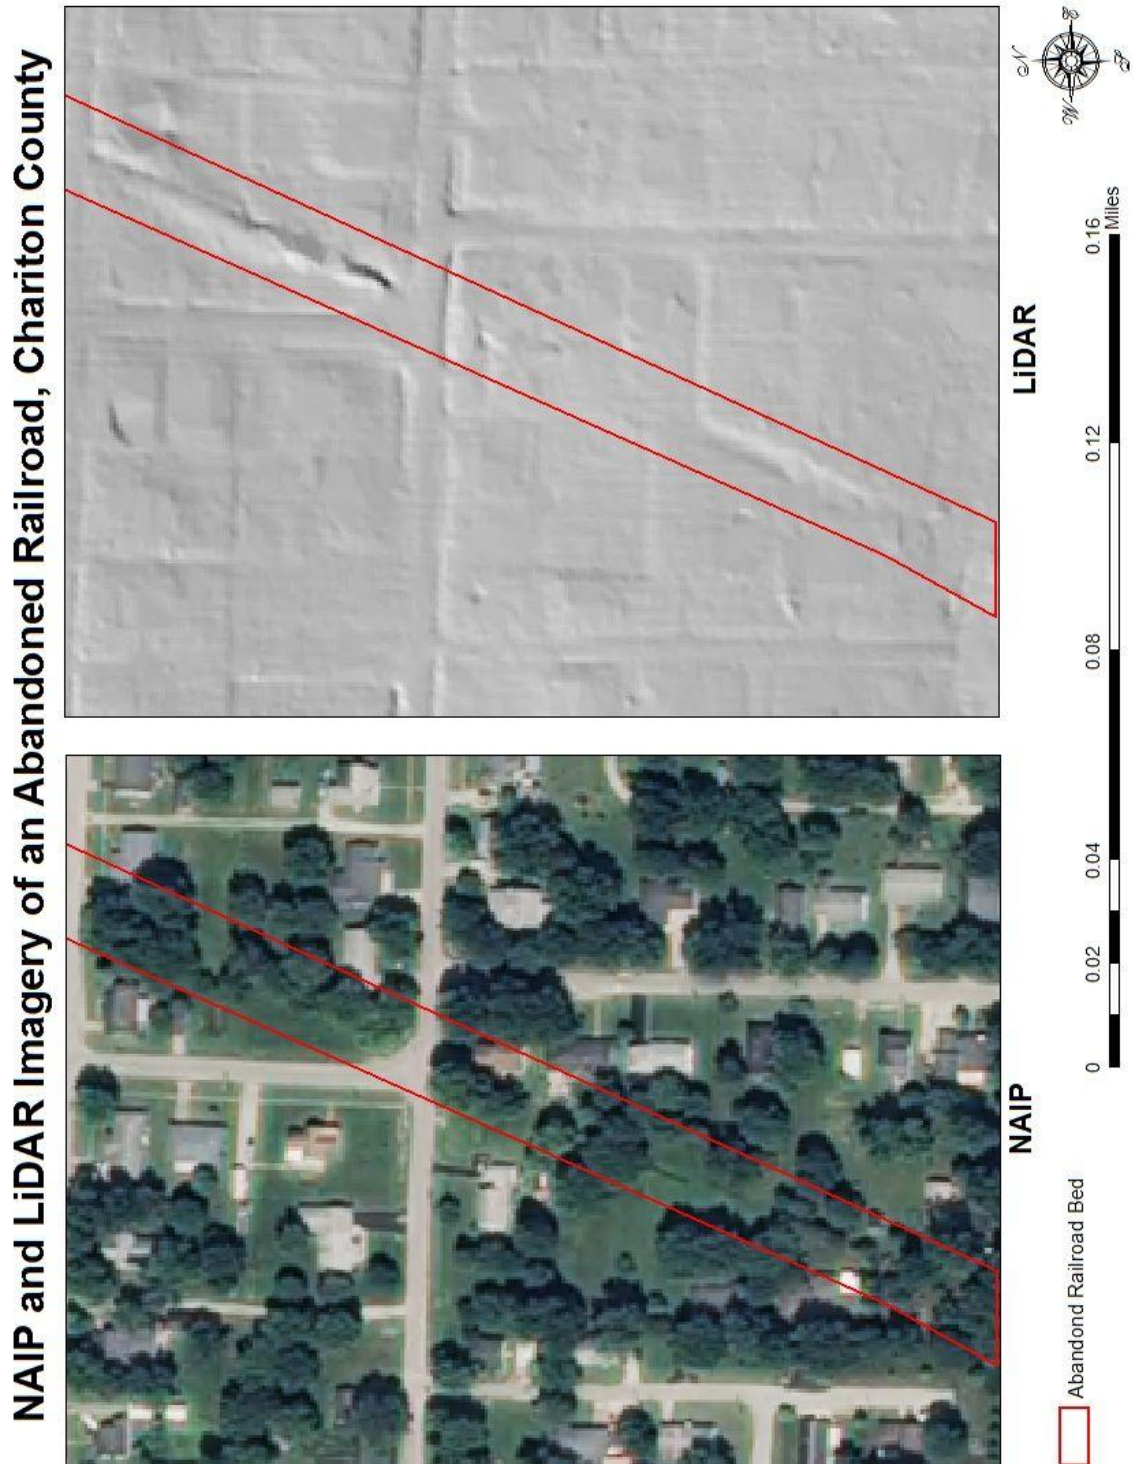 NAIP and LiDAR Imagery of an Abandoned Railroad, Chariton County
NAIP
LiDAR
Abandond Railroad Bed
0 0.02 0.04 0.08 0.12 0.16
Miles
N
W E
S